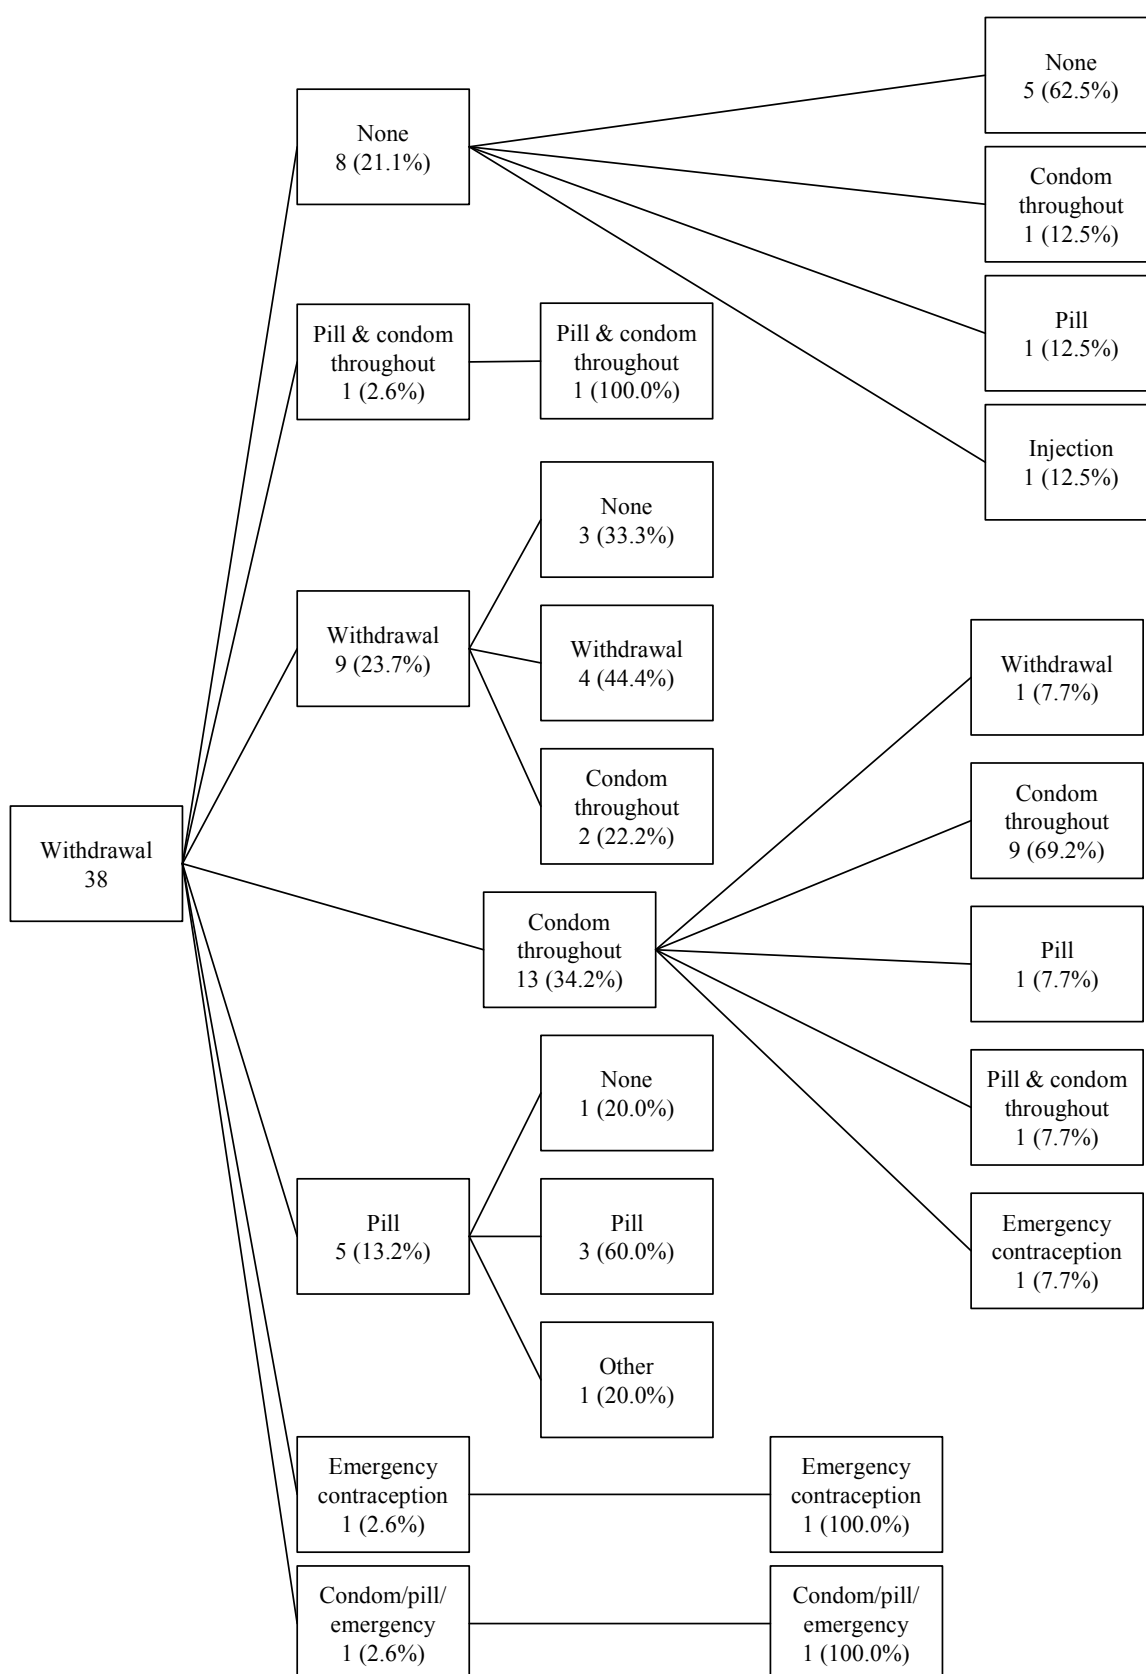 None
5 (62.5%)
None
8 (21.1%)
Condom
throughout
1 (12.5%)
Pill
1 (12.5%)
Injection
1 (12.5%)
Pill & condom
throughout
1 (2.6%)
Pill & condom
throughout
1 (100.0%)
None
3 (33.3%)
Withdrawal
9 (23.7%)
Withdrawal
4 (44.4%)
Condom
throughout
2 (22.2%)
Withdrawal
38
Condom
throughout
13 (34.2%)
Withdrawal
1 (7.7%)
Condom
throughout
9 (69.2%)
Pill
1 (7.7%)
Pill & condom
throughout
1 (7.7%)
Emergency
contraception
1 (7.7%)
None
1 (20.0%)
Pill
5 (13.2%)
Pill
3 (60.0%)
Other
1 (20.0%)
Emergency
contraception
1 (2.6%)
Emergency
contraception
1 (100.0%)
Condom/pill/
emergency
1 (2.6%)
Condom/pill/
emergency
1 (100.0%)